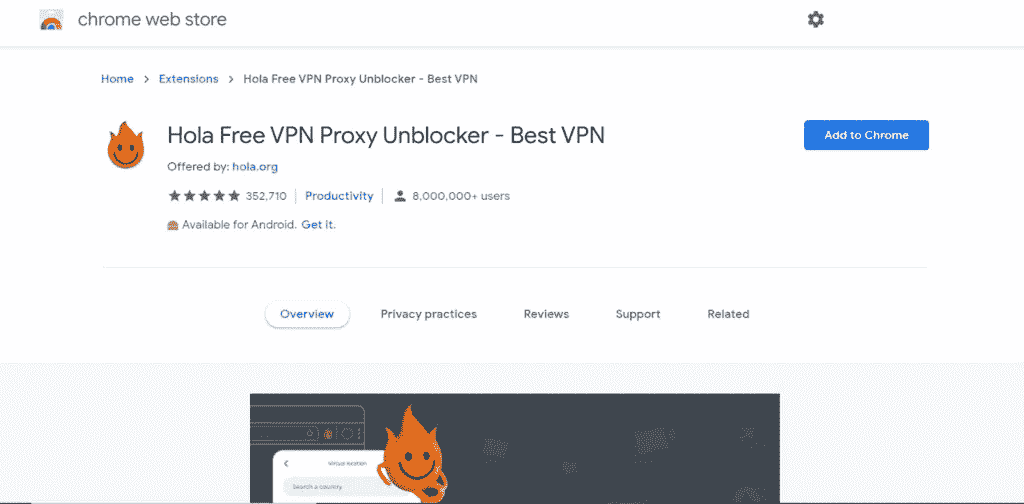 chrome web store
Home > Extensions > Hola Free VPN Proxy Unblocker - Best VPN
Hola Free VPN Proxy Unblocker - Best VPN
Add to Chrome
Offered by: hola.org
352,710 Productivity 8,000,000+ users
Available for Android. Get it.
Overview Privacy practices Reviews Support Related
Virtual location
Search a country